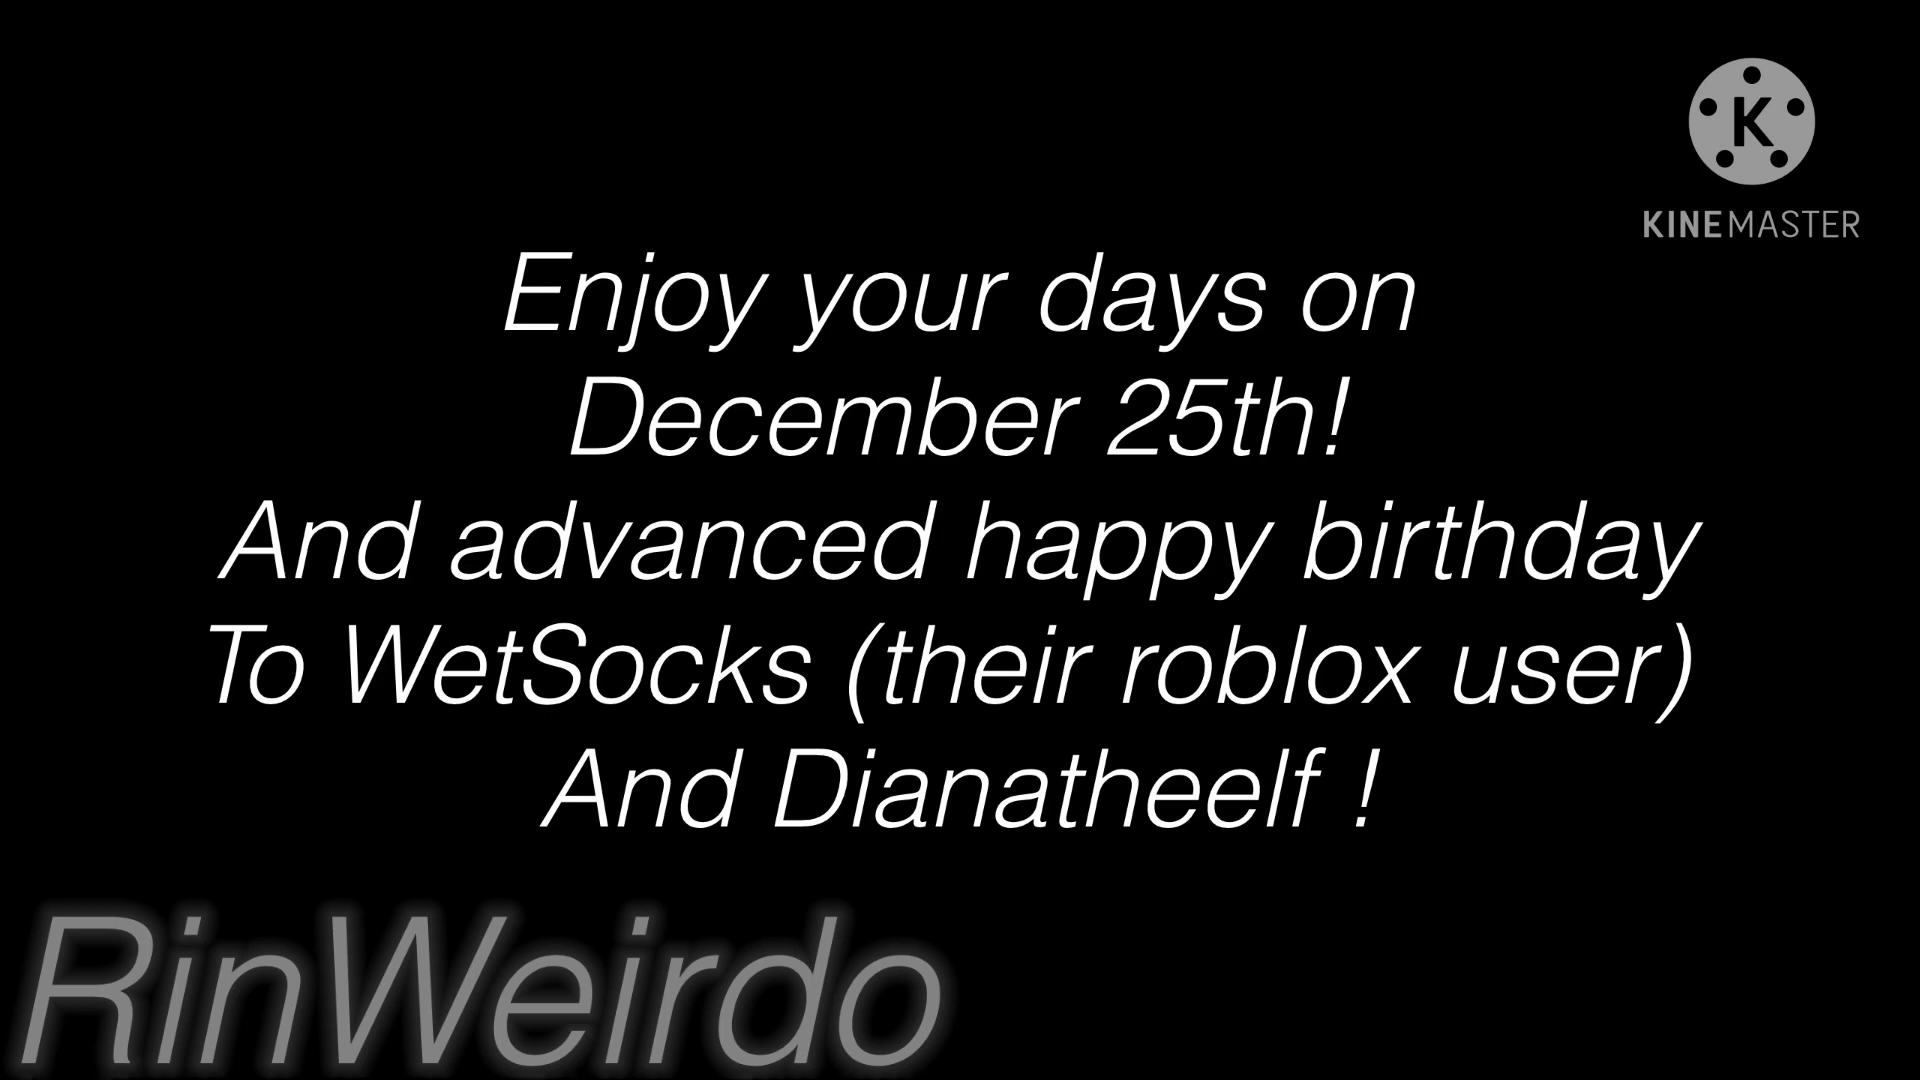 K
KINEMASTER
Enjoy your days on
December 25th!
And advanced happy birthday
To WetSocks (their roblox user)
And Dianatheelf !
RinWeirdo